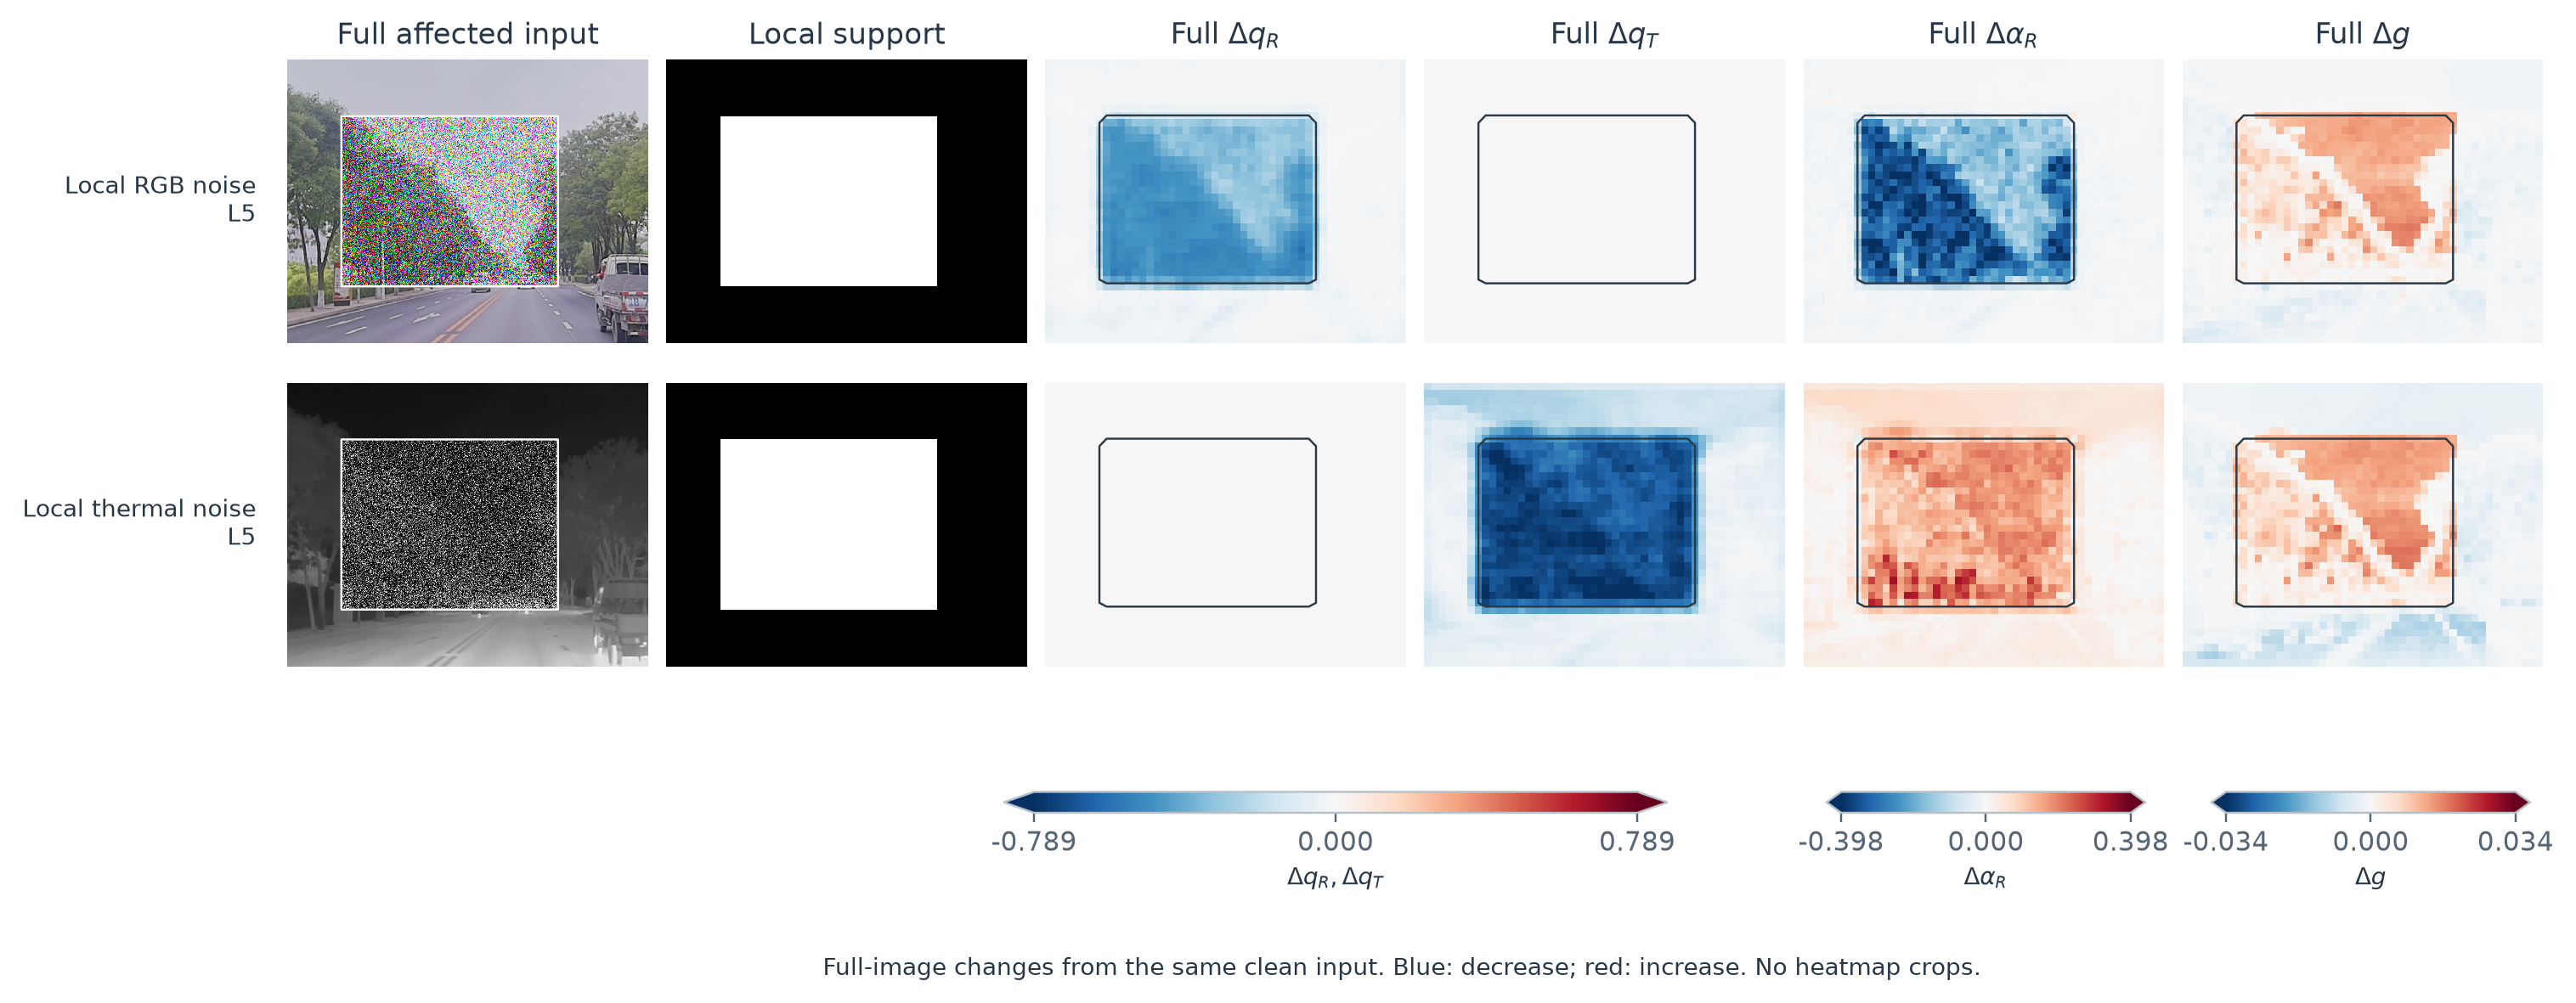 Full affected input
Local support
Full Δq_R
Full Δq_T
Full Δα_R
Full Δg
Local RGB noise
L5
Local thermal noise
L5
-0.789 0.000 0.789
Δq_R, Δq_T
-0.398 0.000 0.398
Δα_R
-0.034 0.000 0.034
Δg
Full-image changes from the same clean input. Blue: decrease; red: increase. No heatmap crops.